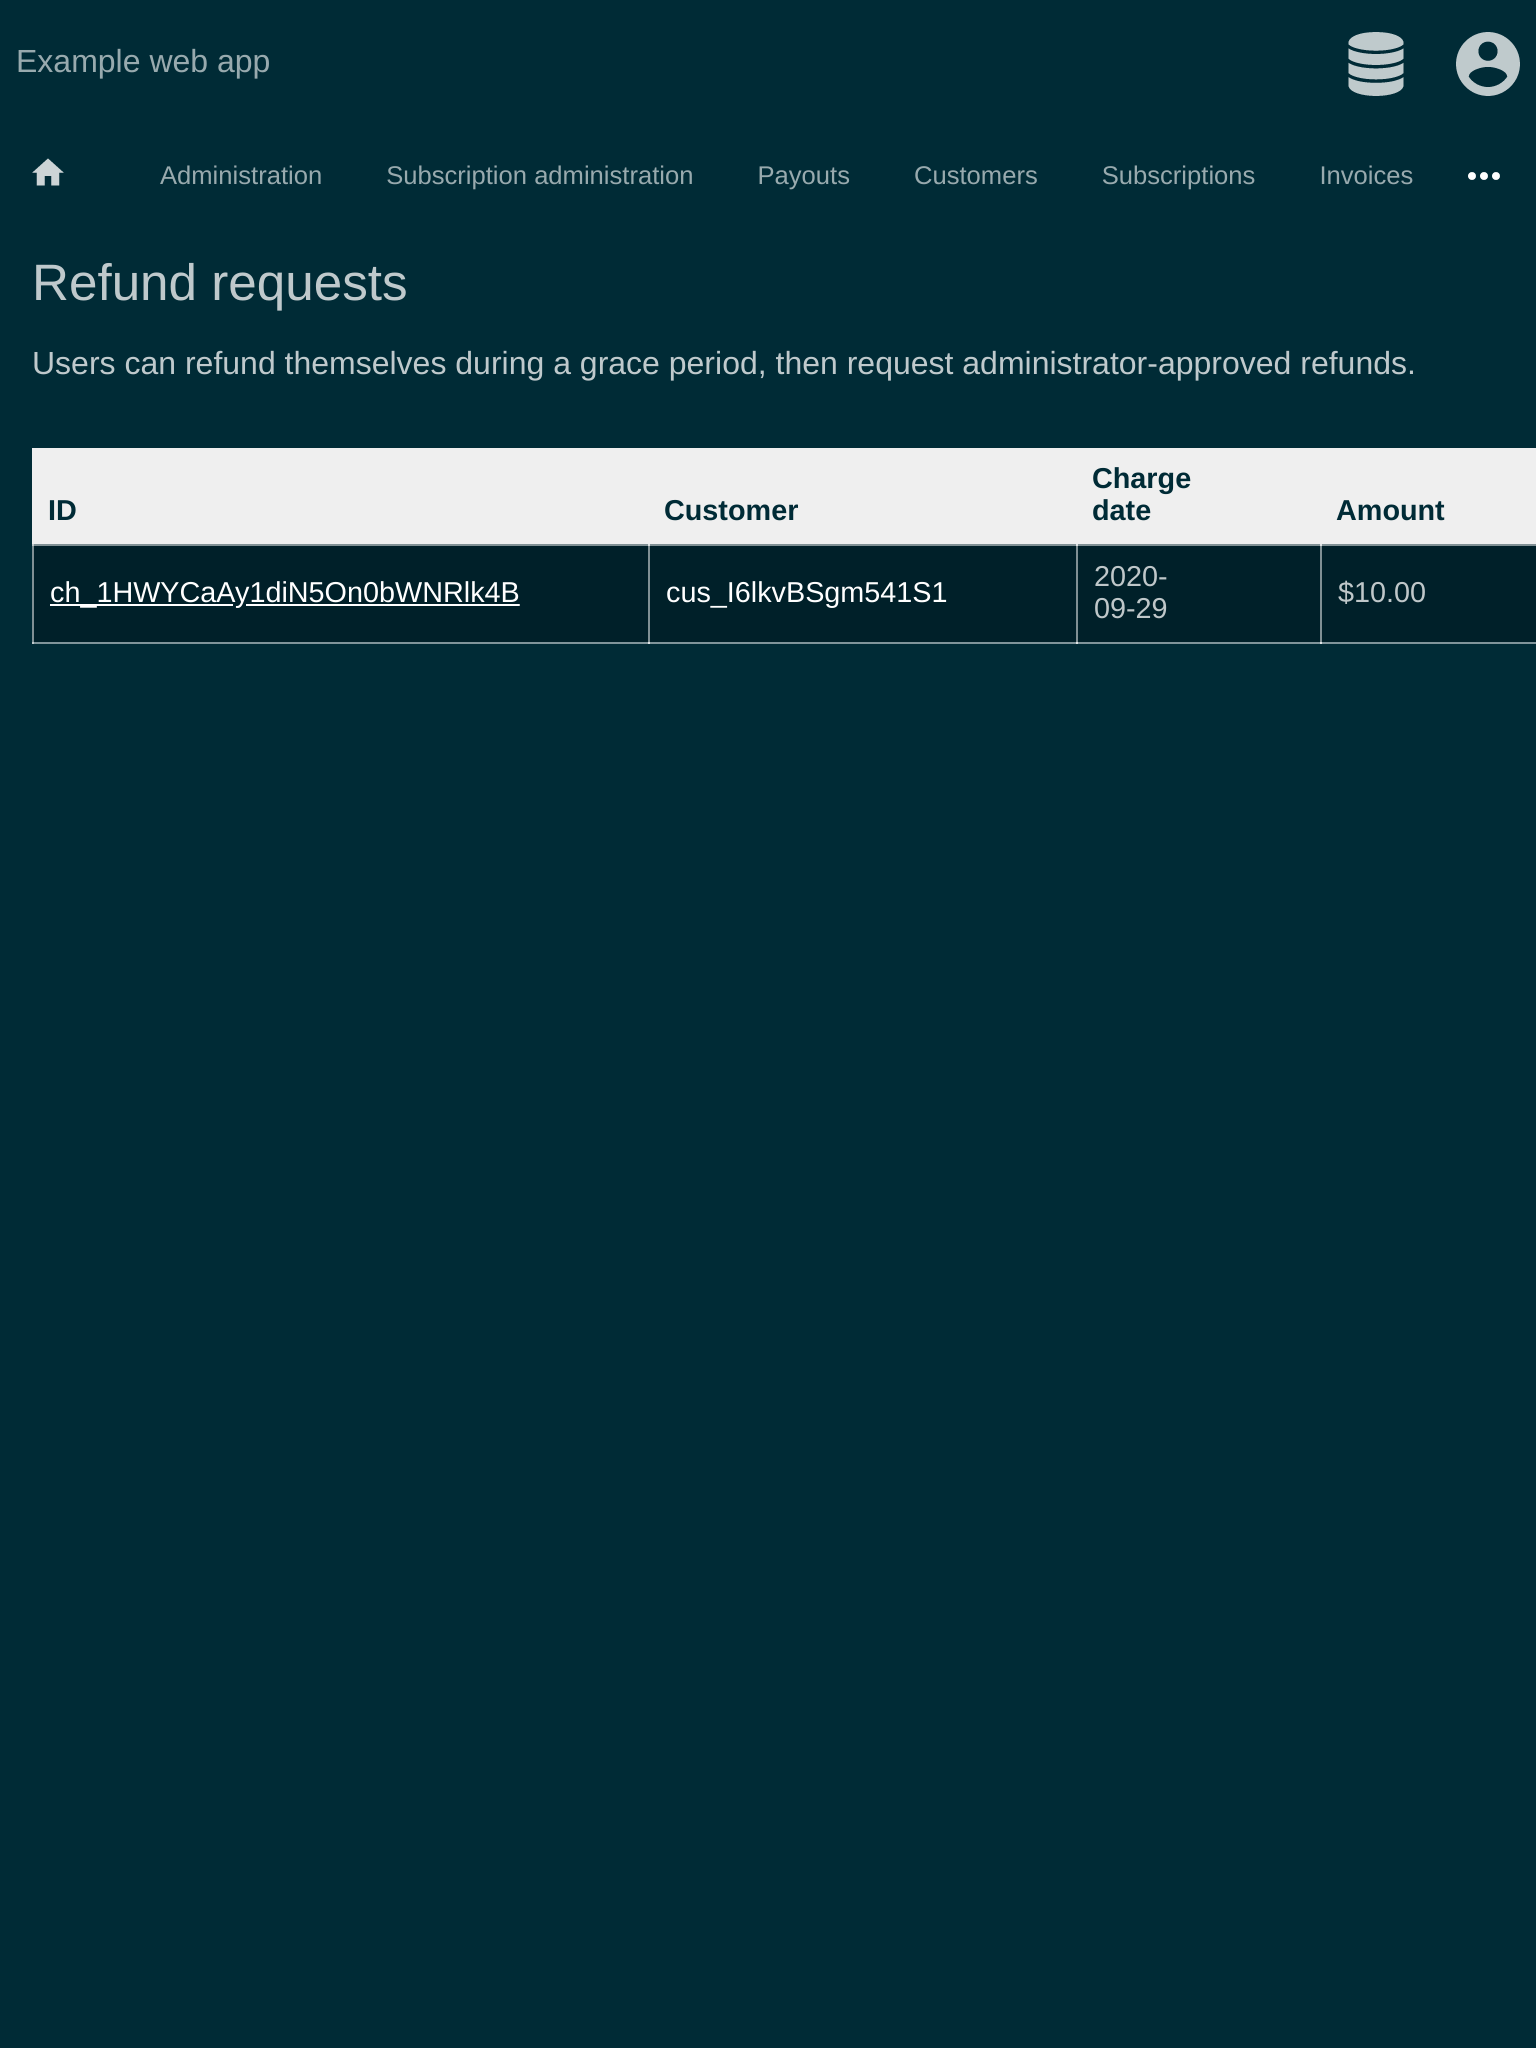 Example web app
Administration Subscription administration Payouts Customers Subscriptions Invoices
Refund requests
Users can refund themselves during a grace period, then request administrator-approved refunds.
ID Customer Charge date Amount
ch_1HWYCaAy1diN5On0bWNRlk4B cus_I6lkvBSgm541S1 2020-09-29 $10.00